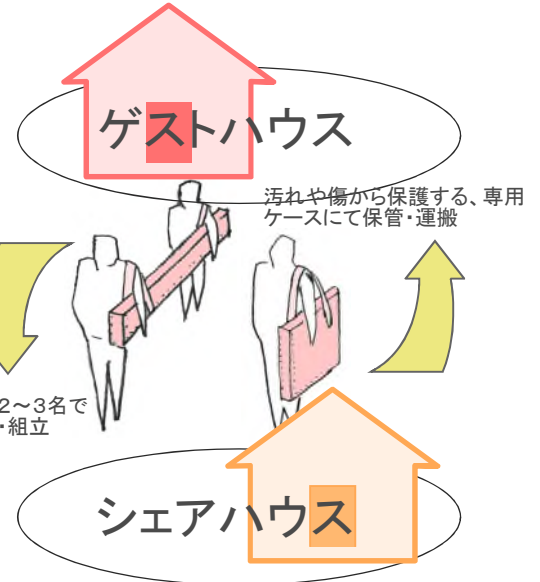 ゲストハウス
汚れや傷から保護する、専用
ケースにて保管・運搬
2～3名で
・組立
シェアハウス